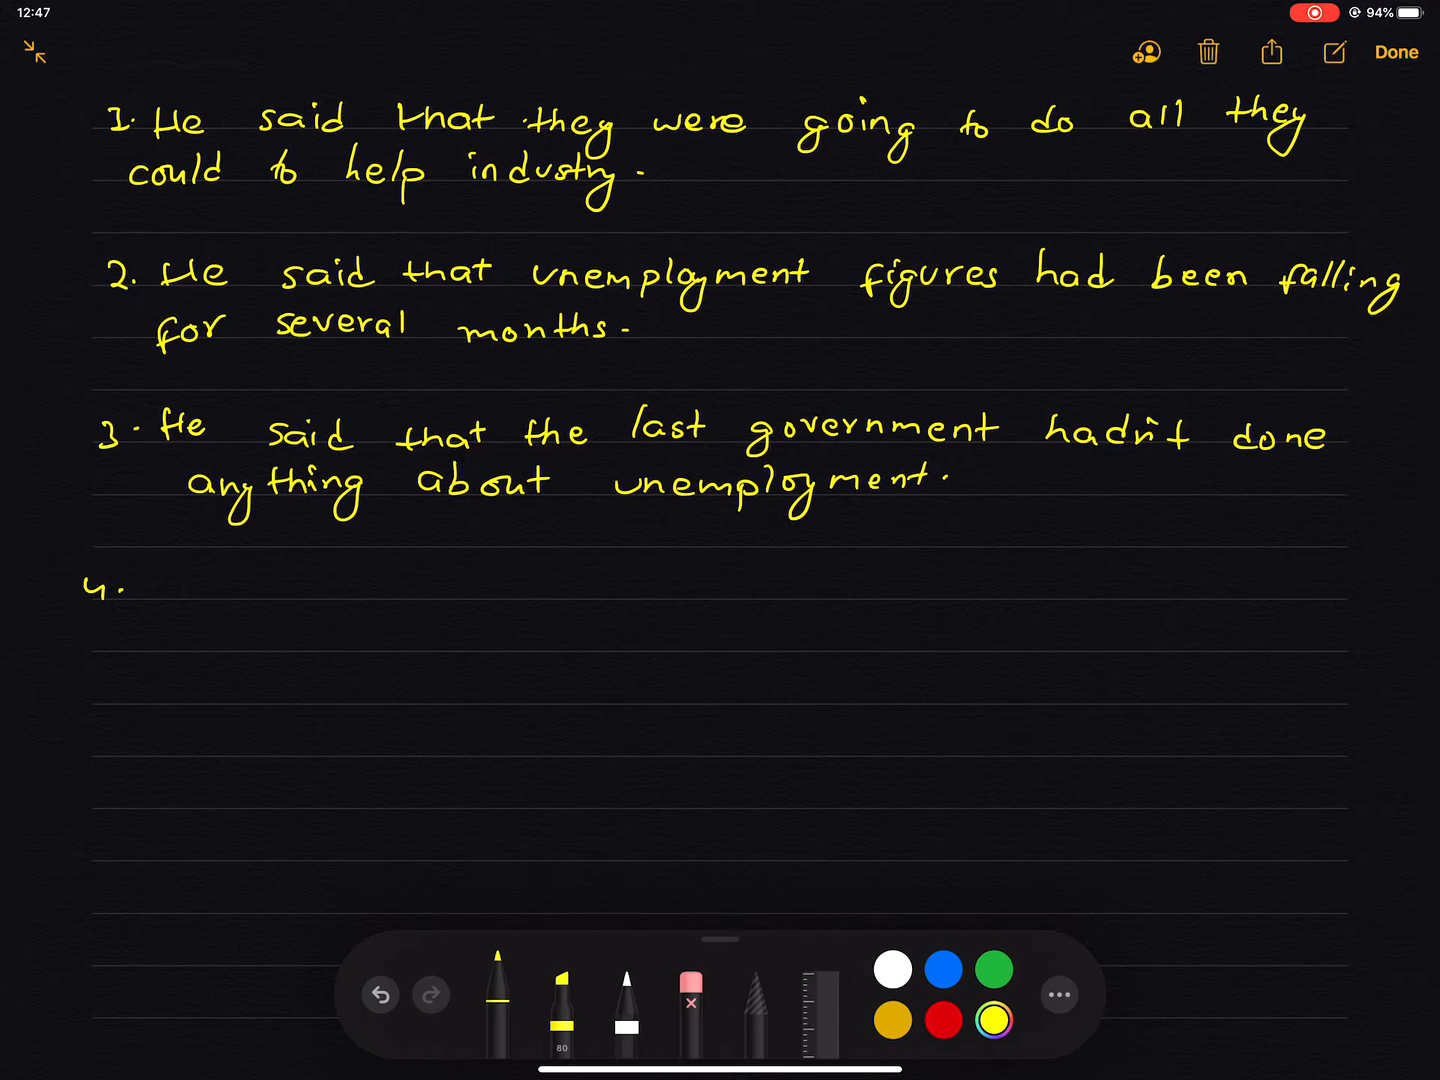 12:47
94%
Done
1. He said that they were going to do all they
could to help industry.
2. He said that unemployment figures had been falling
for several months.
3. He said that the last government hadn't done
anything about unemployment.
4.
80